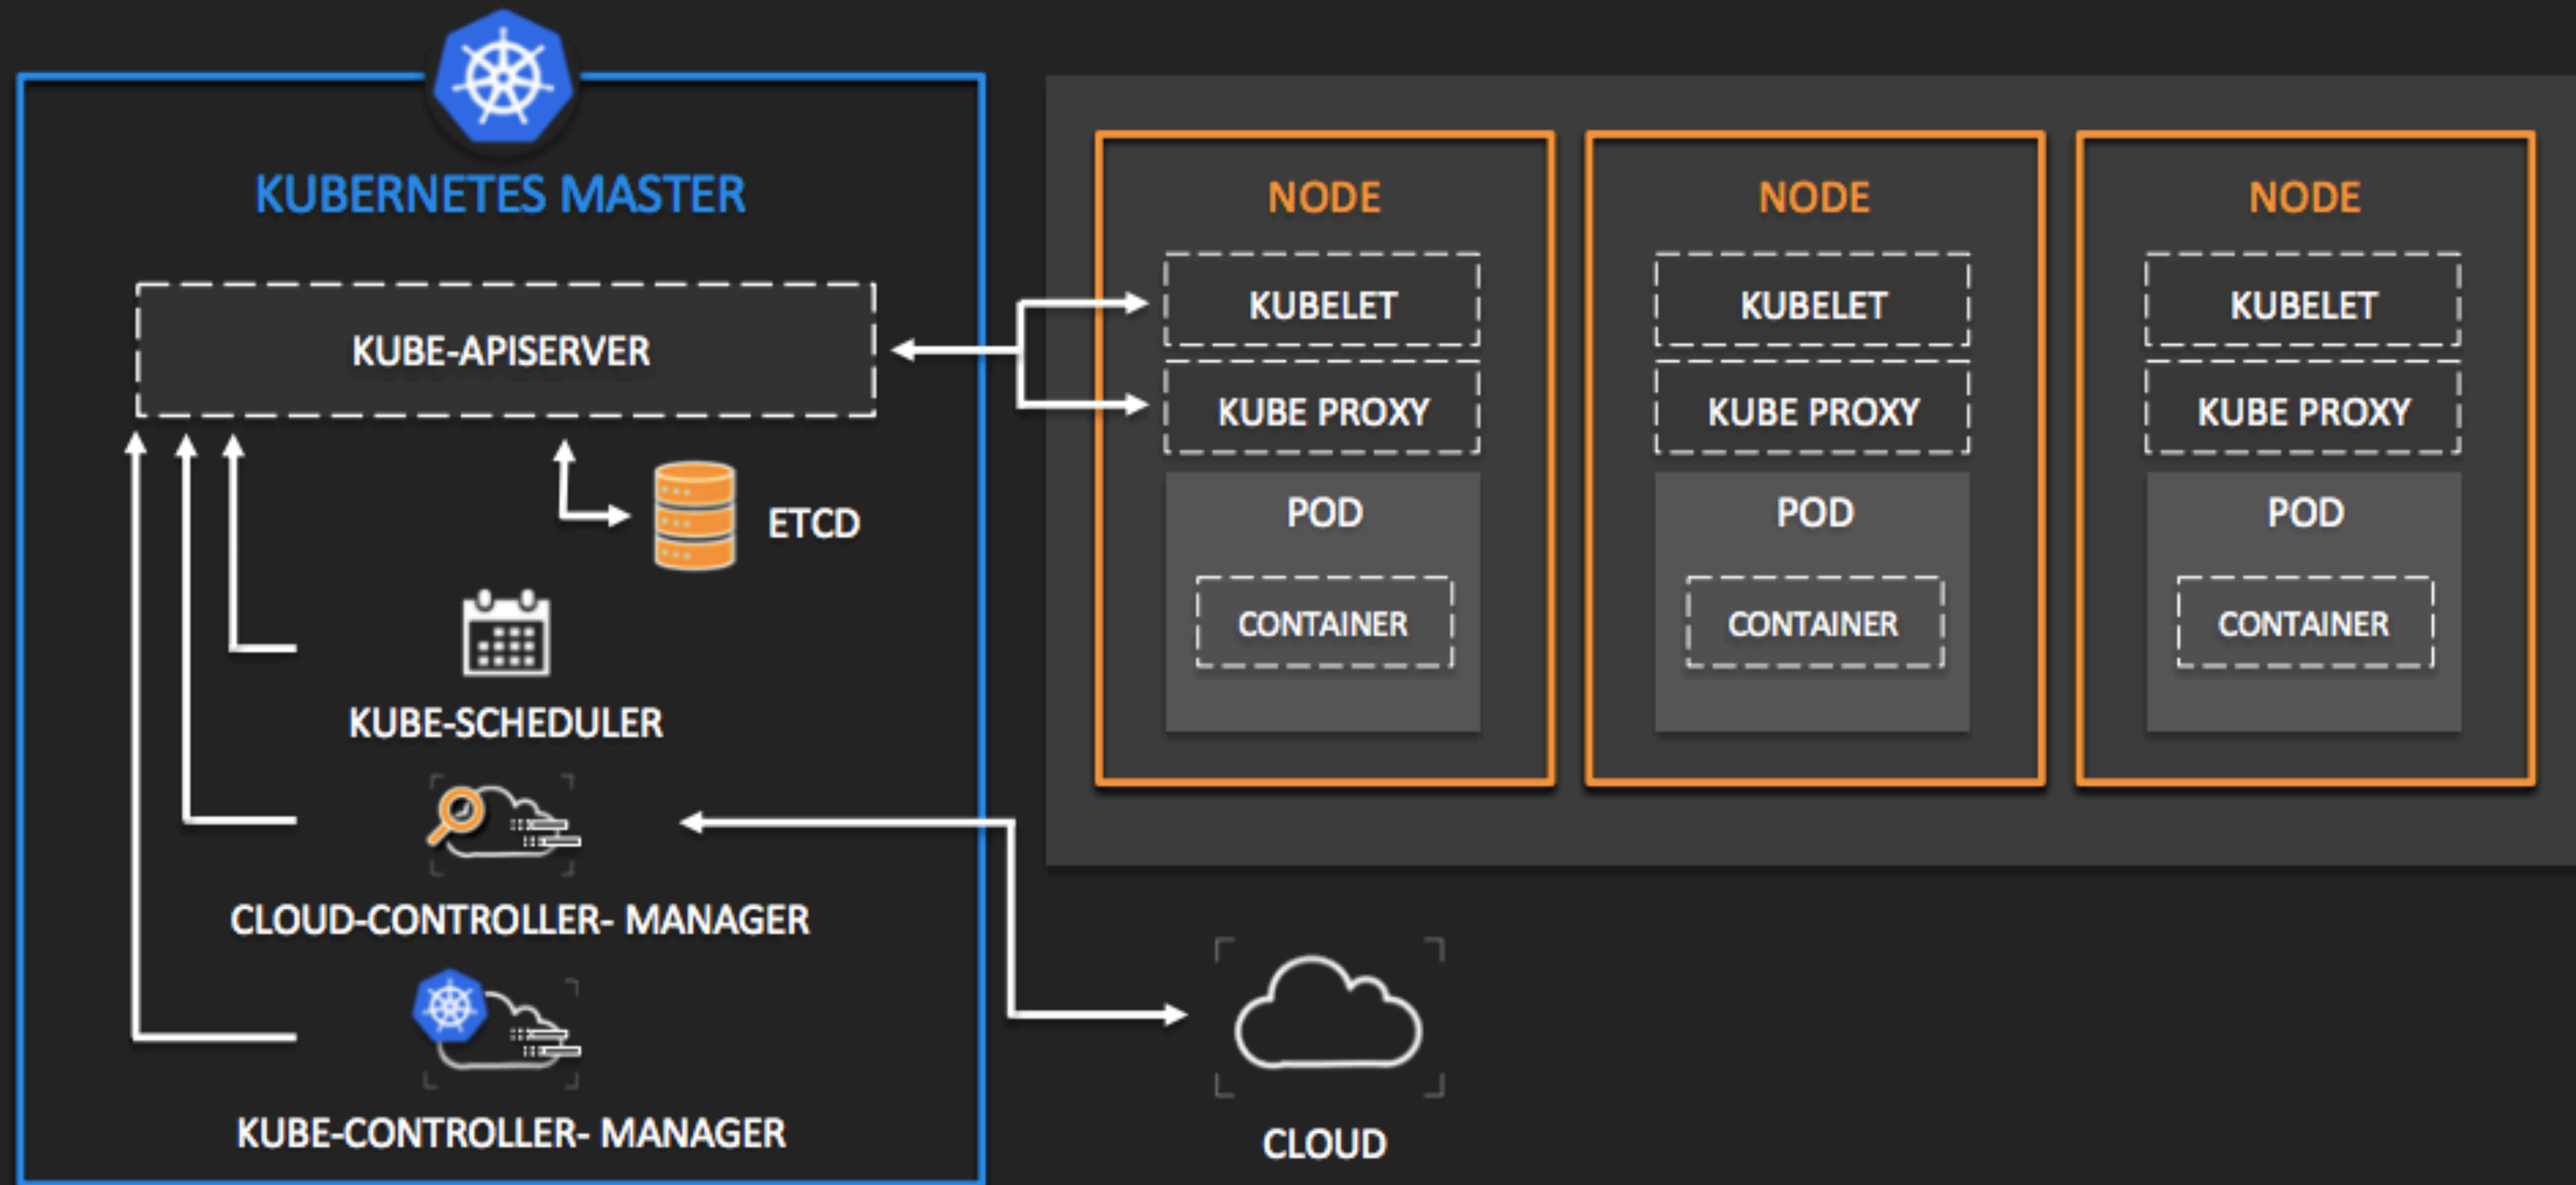 KUBERNETES MASTER
KUBE-APISERVER
ETCD
KUBE-SCHEDULER
CLOUD-CONTROLLER- MANAGER
KUBE-CONTROLLER- MANAGER
NODE
KUBELET
KUBE PROXY
POD
CONTAINER
NODE
KUBELET
KUBE PROXY
POD
CONTAINER
NODE
KUBELET
KUBE PROXY
POD
CONTAINER
CLOUD